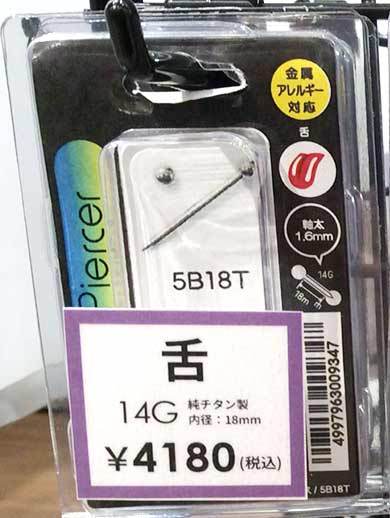 金属
アレルギー
対応
舌
Piercer
軸太
1.6mm
14G
18mm
5B18T
舌
14G 純チタン製
内径：18mm
¥4180(税込)
4997963009347
/ 5B18T